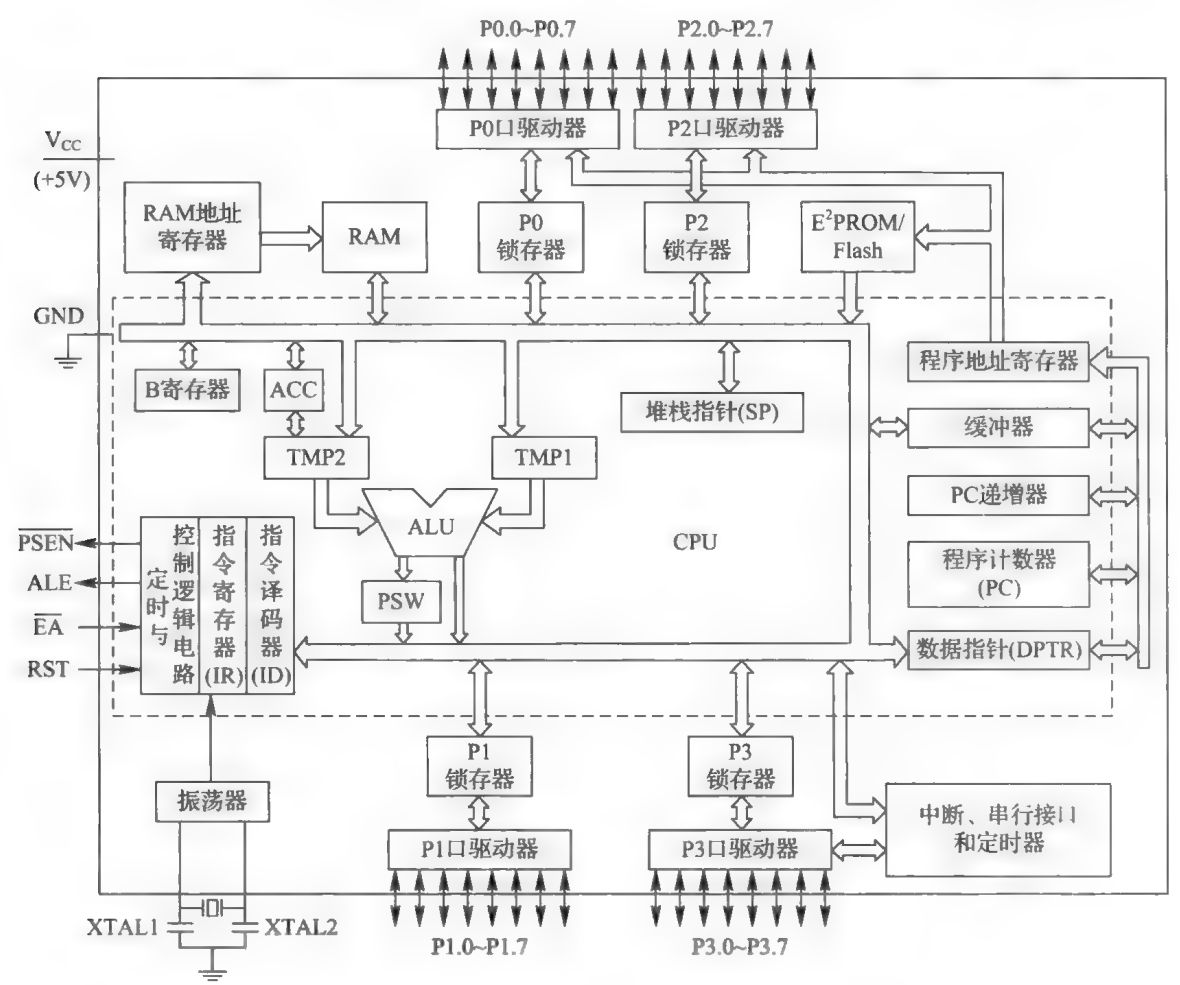 P0.0~P0.7
P2.0~P2.7
P0口驱动器
P2口驱动器
VCC
(+5V)
RAM地址
寄存器
RAM
P0
锁存器
P2
锁存器
E²PROM/
Flash
GND
B寄存器
ACC
堆栈指针(SP)
程序地址寄存器
缓冲器
TMP2
TMP1
ALU
PC递增器
CPU
程序计数器
(PC)
PSW
数据指针(DPTR)
P̅S̅E̅N̅
ALE
E̅A̅
RST
定时与
控制逻辑电路
指令寄存器(IR)
指令译码器(ID)
P1
锁存器
P3
锁存器
振荡器
中断、串行接口
和定时器
P1口驱动器
P3口驱动器
XTAL1
XTAL2
P1.0~P1.7
P3.0~P3.7